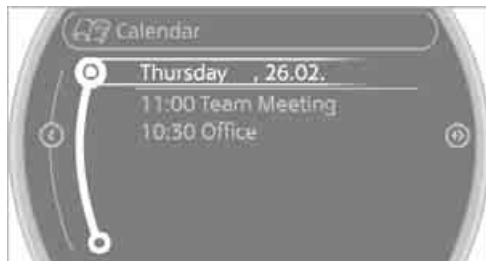 Calendar
Thursday , 26.02.
11:00 Team Meeting
10:30 Office